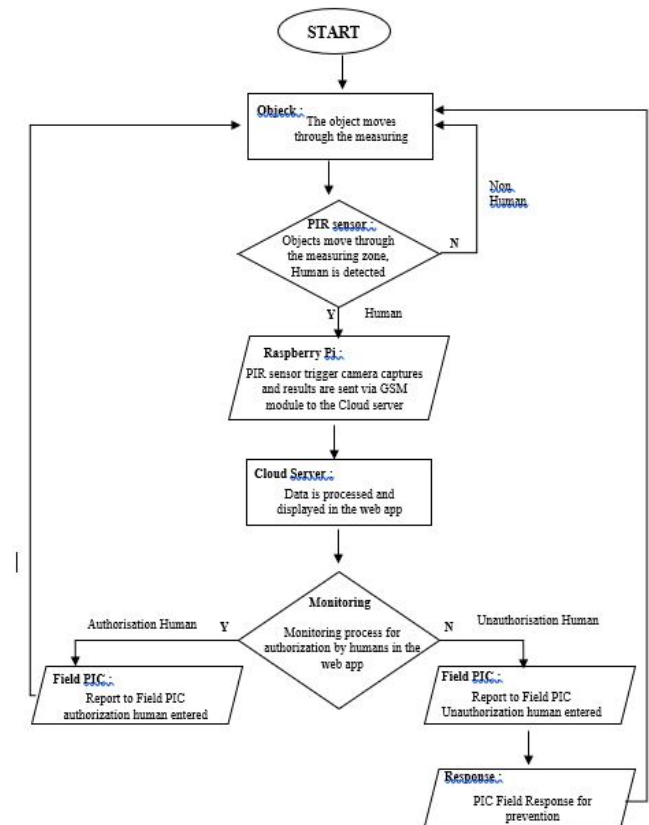 START
Objeck :
The object moves
through the measuring
Non
Human
PIR sensor :
Objects move through
the measuring zone,
Human is detected
N
Y
Human
Raspberry Pi :
PIR sensor trigger camera captures
and results are sent via GSM
module to the Cloud server
Cloud Server :
Data is processed and
displayed in the web app
Monitoring
Monitoring process for
authorization by humans in the
web app
Authorisation Human
Y
N
Unauthorisation Human
Field PIC :
Report to Field PIC
authorization human entered
Field PIC :
Report to Field PIC
Unauthorization human entered
Response :
PIC Field Response for
prevention